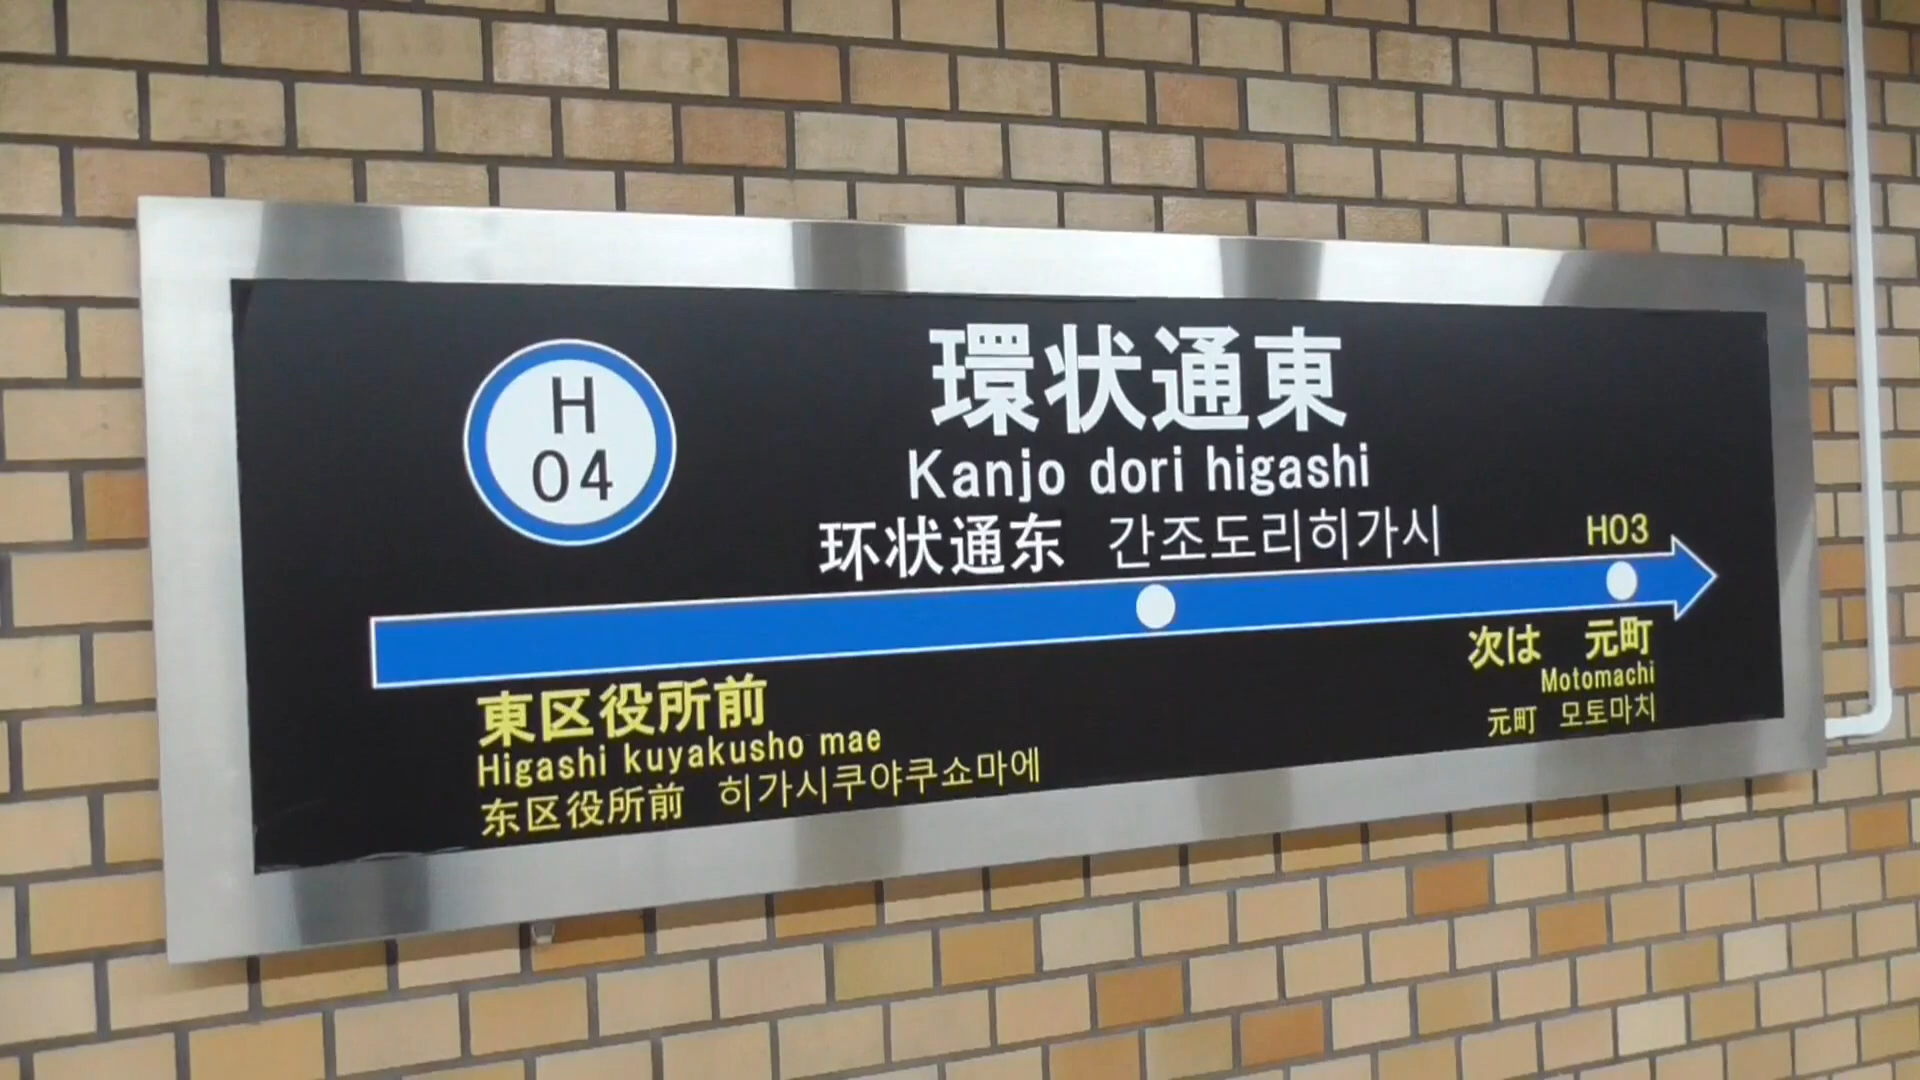 H
04
環状通東
Kanjo dori higashi
环状通东 간조도리히가시
H03
東区役所前
Higashi kuyakusho mae
东区役所前 히가시쿠야쿠쇼마에
次は 元町
Motomachi
元町 모토마치